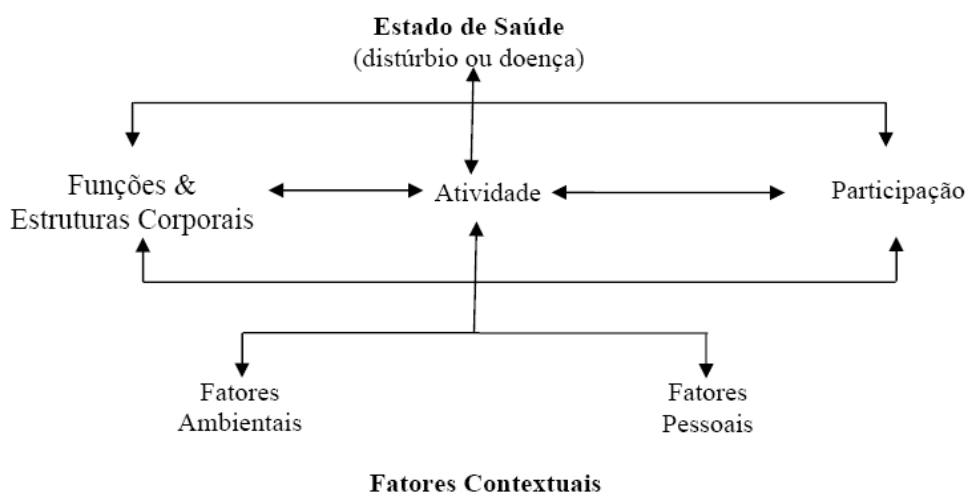 Estado de Saúde
(distúrbio ou doença)
Funções &
Estruturas Corporais
Atividade
Participação
Fatores
Ambientais
Fatores
Pessoais
Fatores Contextuais